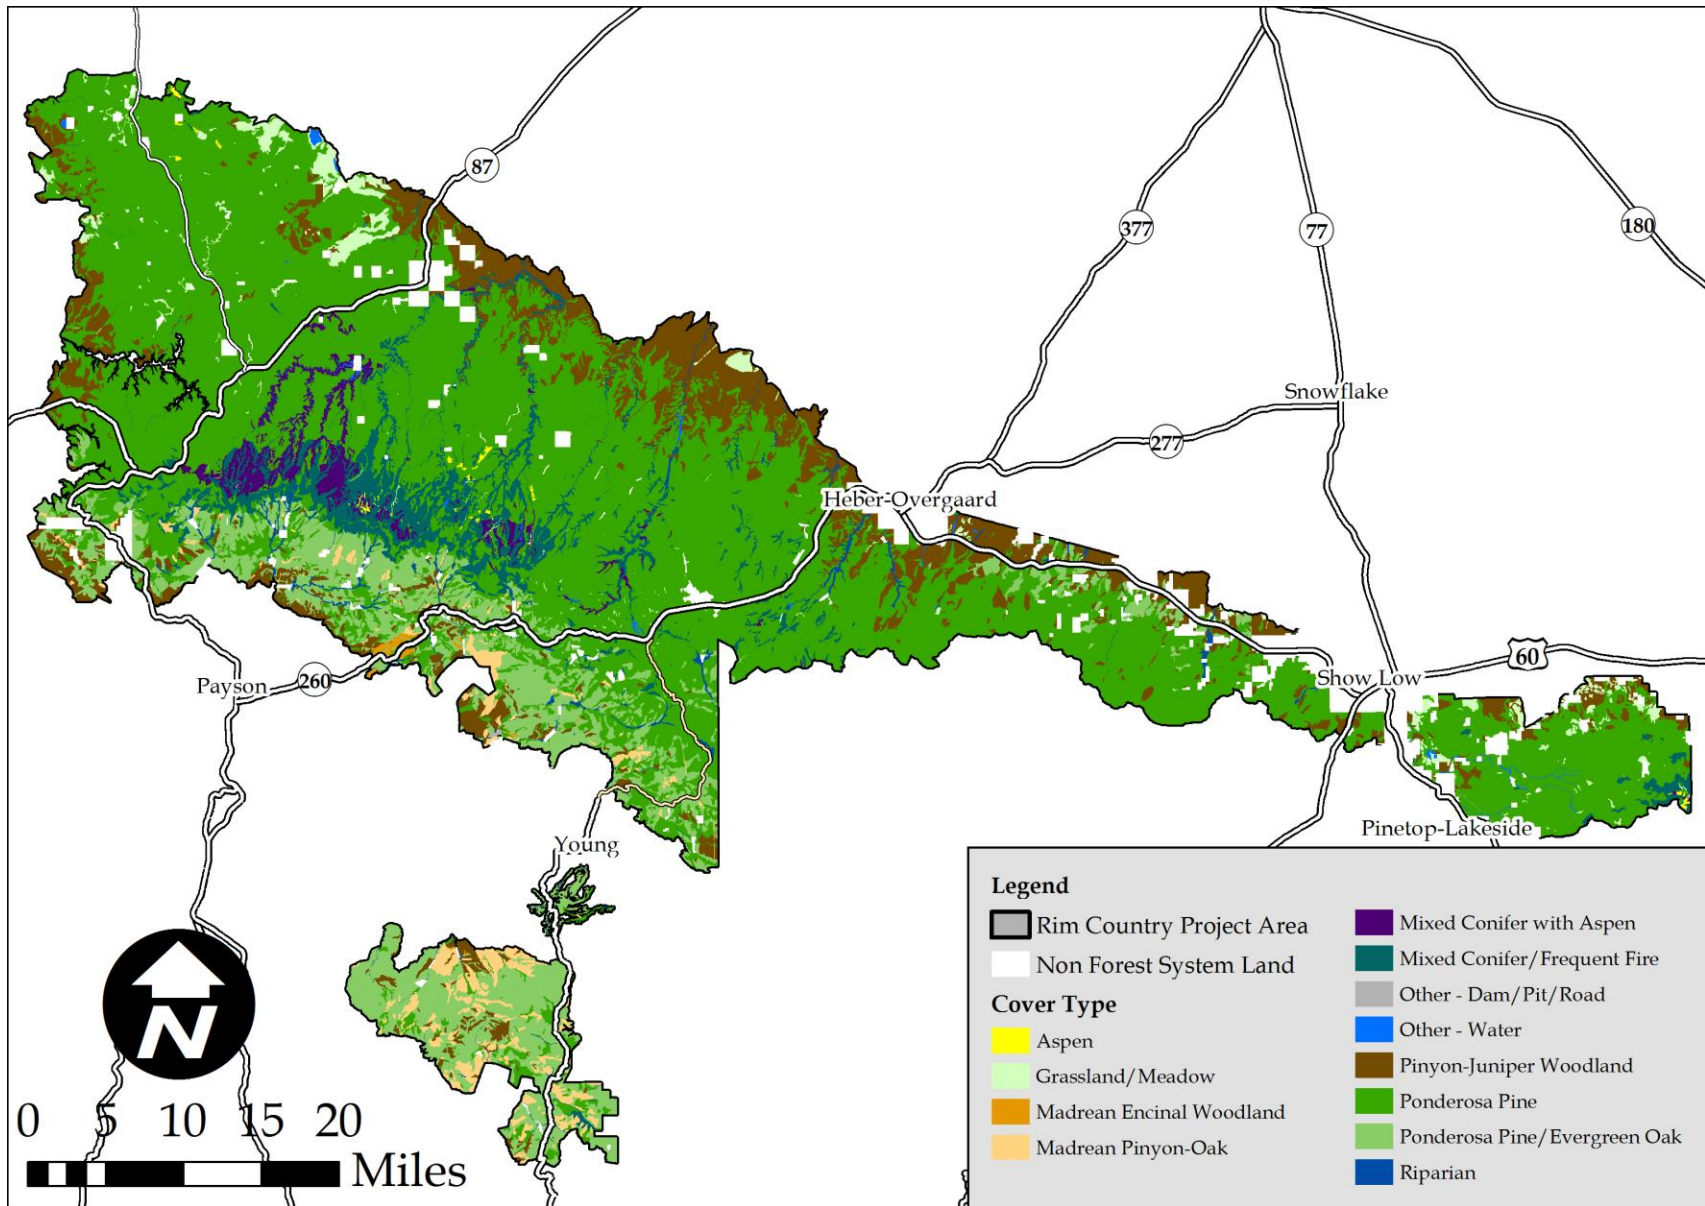 87
377
77
180
Snowflake
277
Heber-Overgaard
60
Show Low
Payson
260
Pinetop-Lakeside
Young
Legend
Rim Country Project Area
Non Forest System Land
Cover Type
Aspen
Grassland/Meadow
Madrean Encinal Woodland
Madrean Pinyon-Oak
Mixed Conifer with Aspen
Mixed Conifer/Frequent Fire
Other - Dam/Pit/Road
Other - Water
Pinyon-Juniper Woodland
Ponderosa Pine
Ponderosa Pine/Evergreen Oak
Riparian
N
0 5 10 15 20
Miles